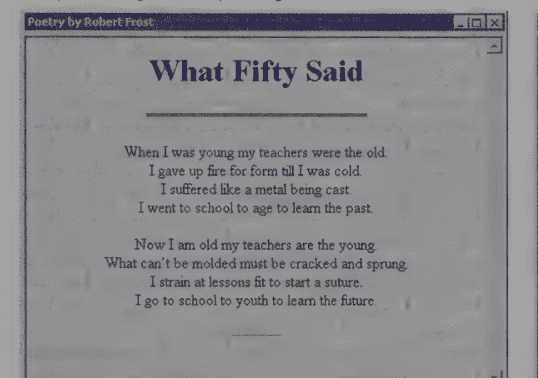 Poetry by Robert Frost
What Fifty Said
When I was young my teachers were the old.
I gave up fire for form till I was cold.
I suffered like a metal being cast.
I went to school to age to learn the past.
Now I am old my teachers are the young.
What can't be molded must be cracked and sprung.
I strain at lessons fit to start a suture.
I go to school to youth to learn the future.